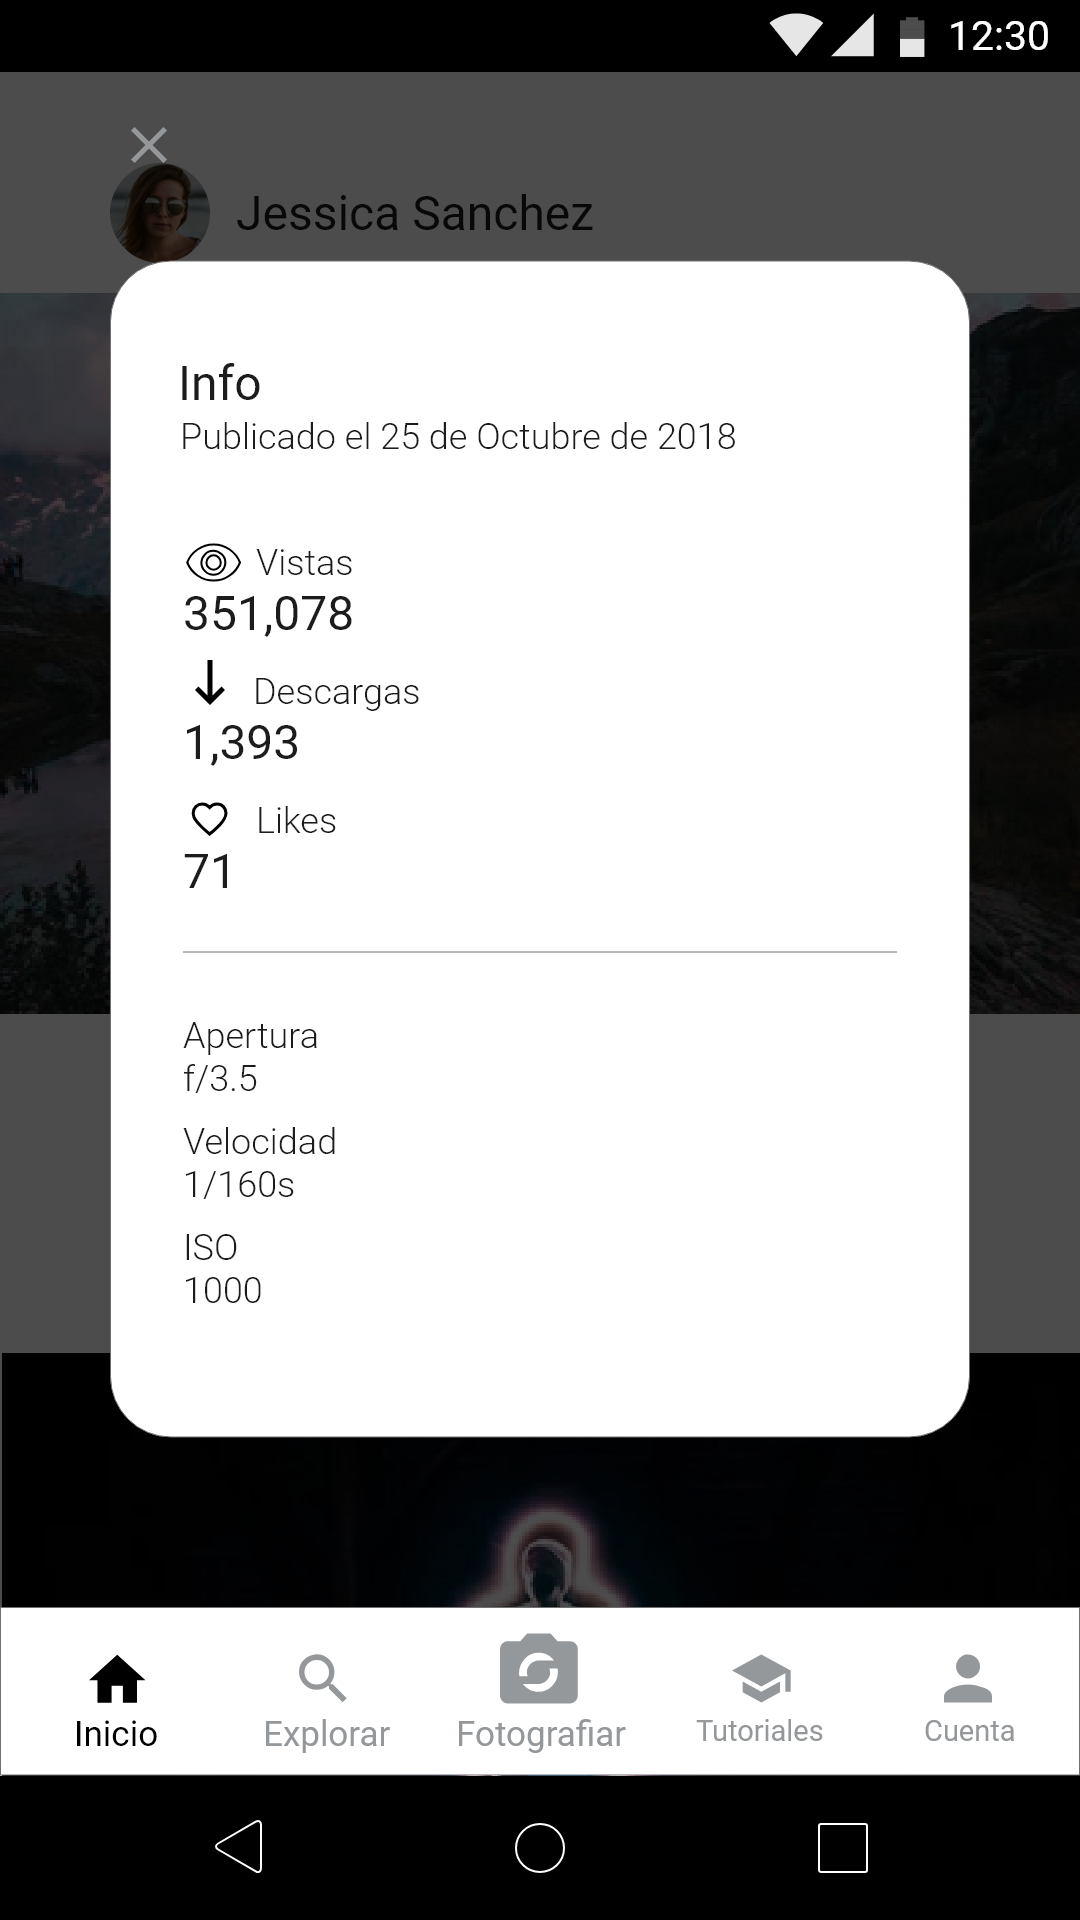 12:30
Jessica Sanchez
Info
Publicado el 25 de Octubre de 2018
Vistas
351,078
Descargas
1,393
Likes
71
Apertura
f/3.5
Velocidad
1/160s
ISO
1000
Inicio
Explorar
Fotografiar
Tutoriales
Cuenta